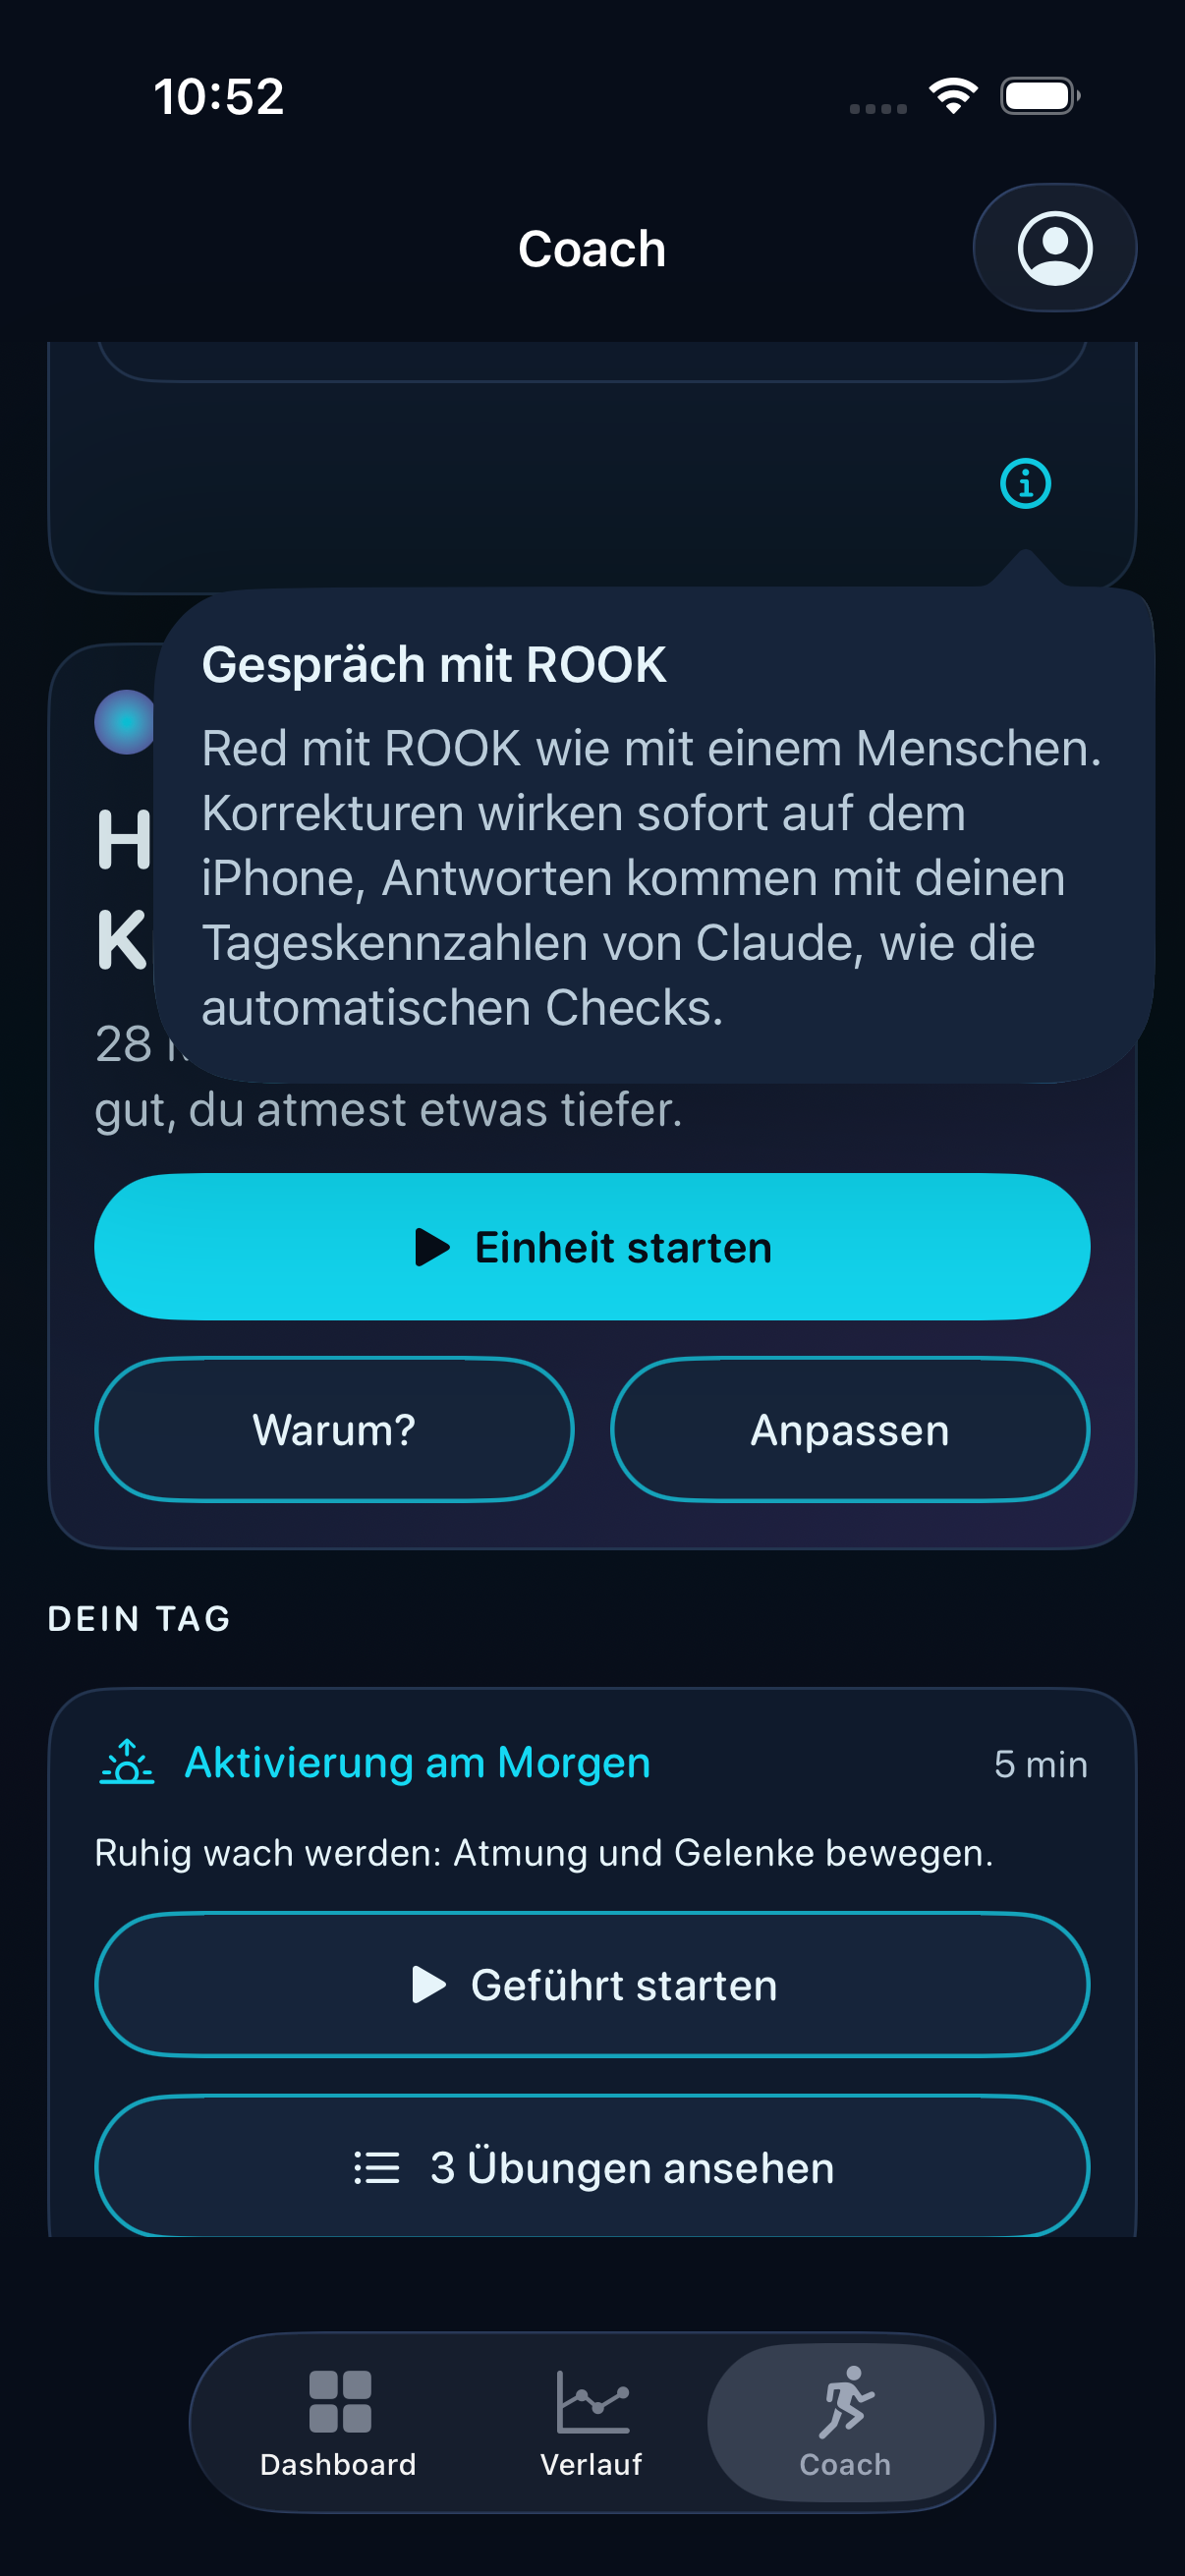 10:52
Coach
Gespräch mit ROOK
Red mit ROOK wie mit einem Menschen.
Korrekturen wirken sofort auf dem
iPhone, Antworten kommen mit deinen
Tageskennzahlen von Claude, wie die
automatischen Checks.
28
gut, du atmest etwas tiefer.
Einheit starten
Warum?
Anpassen
DEIN TAG
Aktivierung am Morgen
5 min
Ruhig wach werden: Atmung und Gelenke bewegen.
Geführt starten
3 Übungen ansehen
Dashboard
Verlauf
Coach